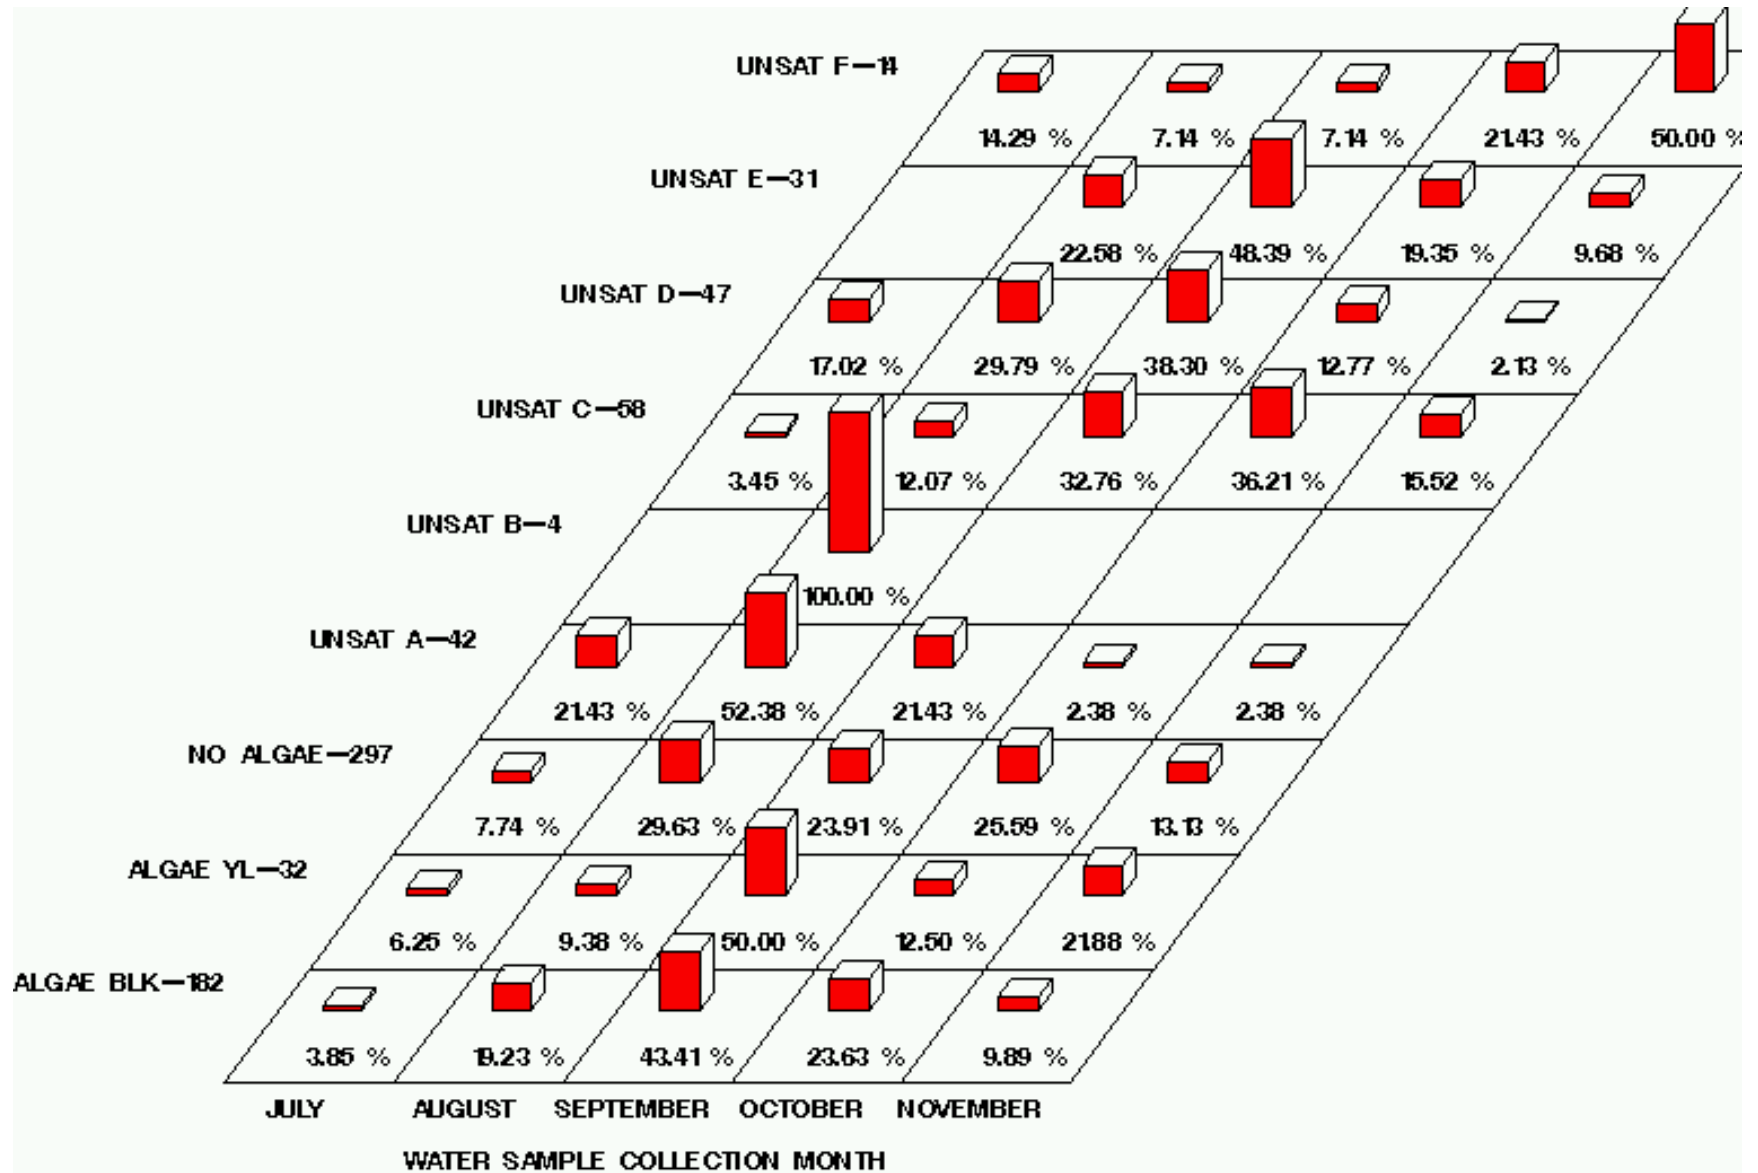 UNSAT F—14
14.29 % 7.14 % 7.14 % 21.43 % 50.00 %
UNSAT E—31
22.58 % 48.39 % 19.35 % 9.68 %
UNSAT D—47
17.02 % 29.79 % 38.30 % 12.77 % 2.13 %
UNSAT C—58
3.45 % 12.07 % 32.76 % 36.21 % 15.52 %
UNSAT B—4
100.00 %
UNSAT A—42
21.43 % 52.38 % 21.43 % 2.38 % 2.38 %
NO ALGAE—297
7.74 % 29.63 % 23.91 % 25.59 % 13.13 %
ALGAE YL—32
6.25 % 9.38 % 50.00 % 12.50 % 21.88 %
ALGAE BLK—182
3.85 % 19.23 % 43.41 % 23.63 % 9.89 %
JULY AUGUST SEPTEMBER OCTOBER NOVEMBER
WATER SAMPLE COLLECTION MONTH